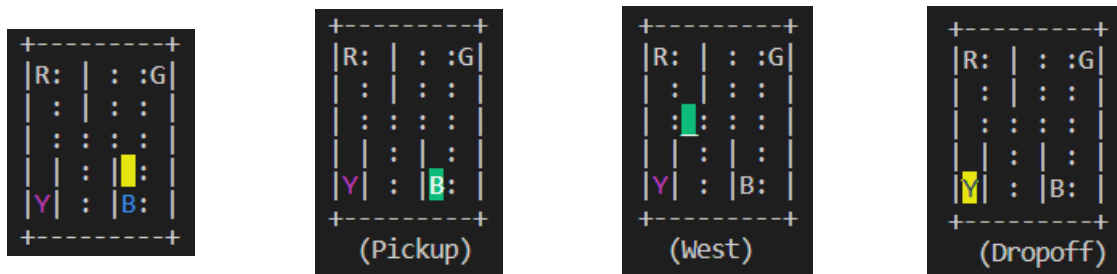 +---------+
|R: | : :G|
| : | : : |
| : : : : |
| | : | : |
|Y| : |B: |
+---------+
+---------+
|R: | : :G|
| : | : : |
| : : : : |
| | : | : |
|Y| : |B: |
+---------+
(Pickup)
+---------+
|R: | : :G|
| : | : : |
| :_: : : |
| | : | : |
|Y| : |B: |
+---------+
(West)
+---------+
|R: | : :G|
| : | : : |
| : : : : |
| | : | : |
|Y| : |B: |
+---------+
(Dropoff)